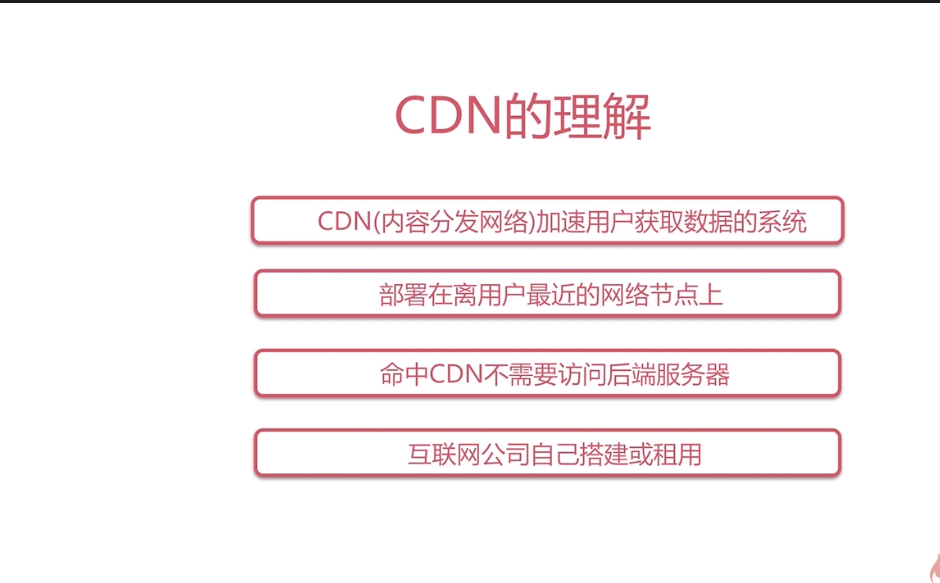 CDN的理解
CDN(内容分发网络)加速用户获取数据的系统
部署在离用户最近的网络节点上
命中CDN不需要访问后端服务器
互联网公司自己搭建或租用